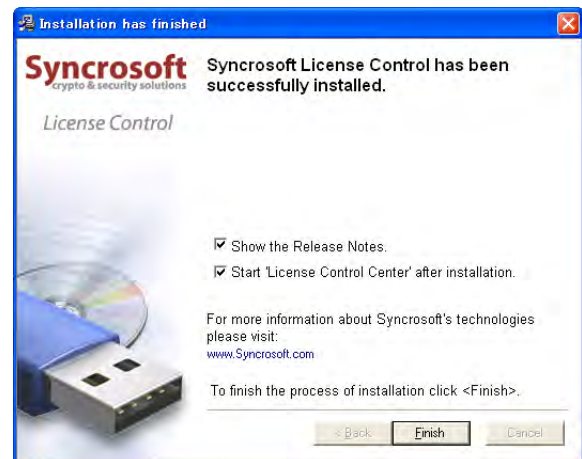 Installation has finished
Syncrosoft
crypto & security solutions
License Control
Syncrosoft License Control has been
successfully installed.
Show the Release Notes.
Start 'License Control Center' after installation.
For more information about Syncrosoft's technologies
please visit:
www.Syncrosoft.com
To finish the process of installation click <Finish>.
< Back
Finish
Cancel